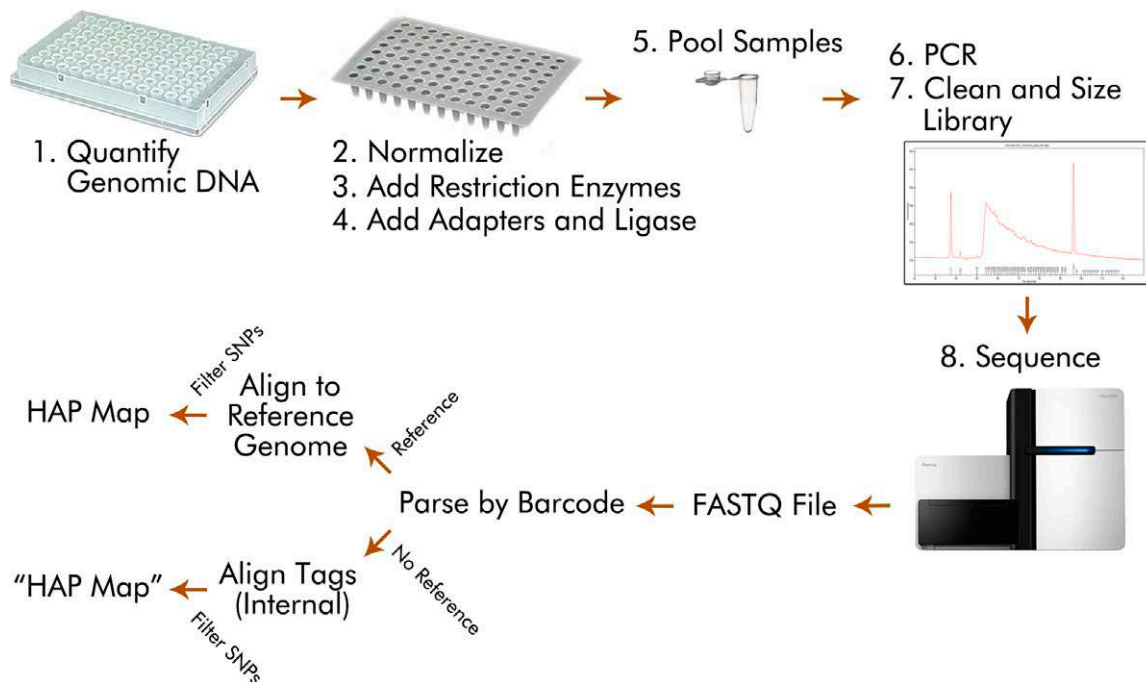 1. Quantify
Genomic DNA
2. Normalize
3. Add Restriction Enzymes
4. Add Adapters and Ligase
5. Pool Samples
6. PCR
7. Clean and Size
Library
8. Sequence
FASTQ File
Parse by Barcode
Reference
Align to
Reference
Genome
Filter SNPs
HAP Map
No Reference
Align Tags
(Internal)
Filter SNPs
"HAP Map"